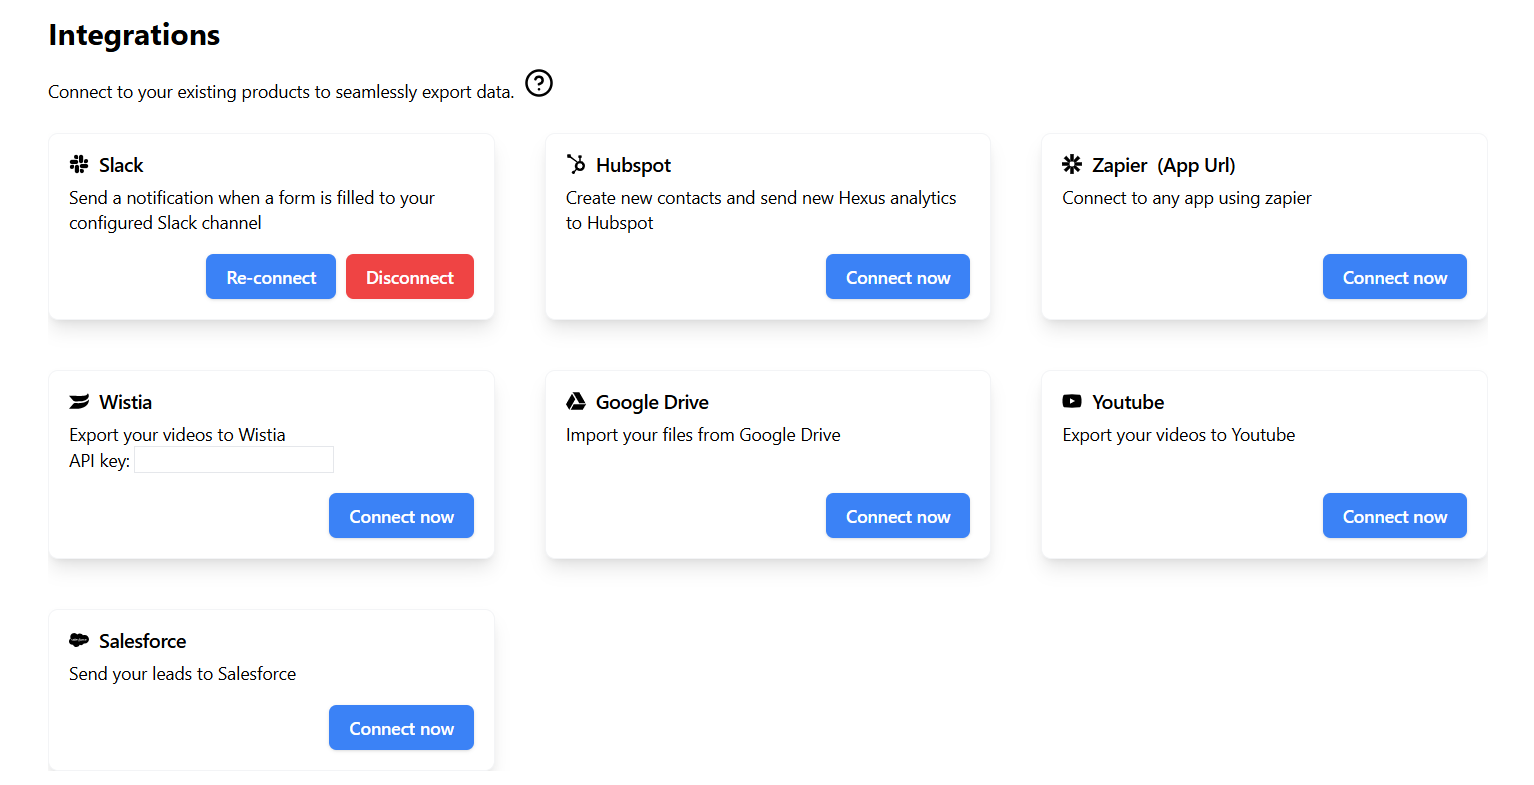 Integrations
Connect to your existing products to seamlessly export data.
Slack
Send a notification when a form is filled to your
configured Slack channel
Re-connect Disconnect
Hubspot
Create new contacts and send new Hexus analytics
to Hubspot
Connect now
Zapier (App Url)
Connect to any app using zapier
Connect now
Wistia
Export your videos to Wistia
API key:
Connect now
Google Drive
Import your files from Google Drive
Connect now
Youtube
Export your videos to Youtube
Connect now
Salesforce
Send your leads to Salesforce
Connect now